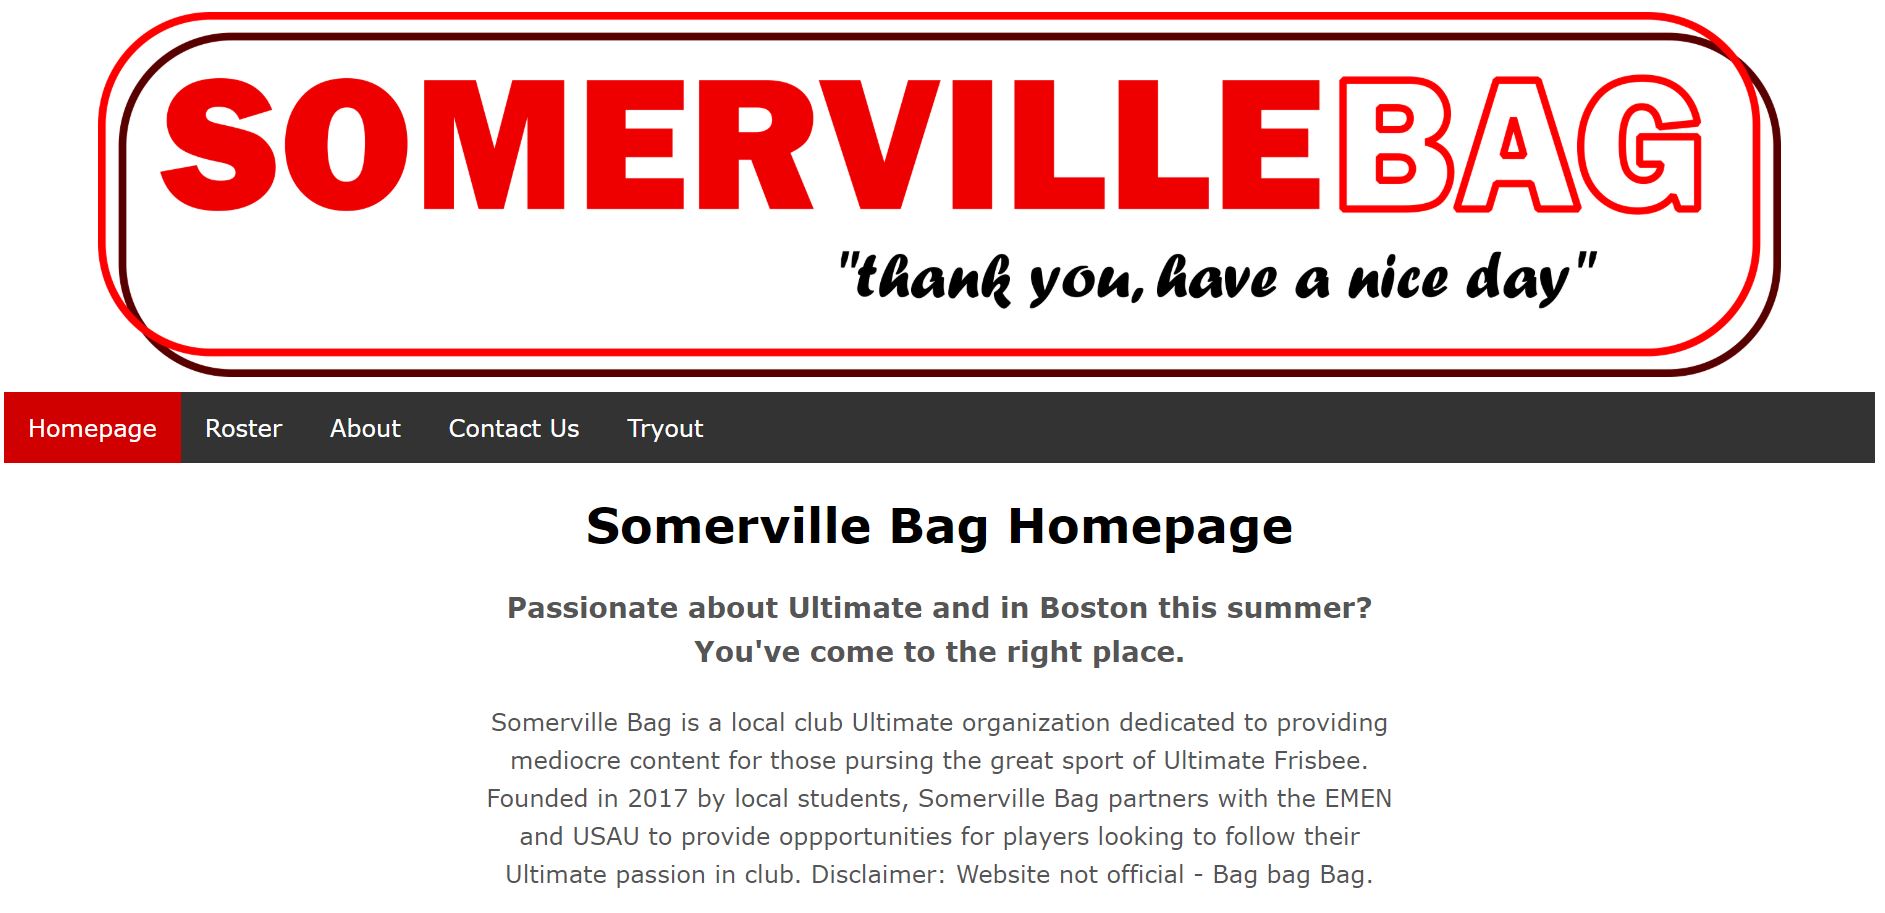 SOMERVILLEBAG
"thank you, have a nice day"
Homepage Roster About Contact Us Tryout
Somerville Bag Homepage
Passionate about Ultimate and in Boston this summer?
You've come to the right place.
Somerville Bag is a local club Ultimate organization dedicated to providing
mediocre content for those pursing the great sport of Ultimate Frisbee.
Founded in 2017 by local students, Somerville Bag partners with the EMEN
and USAU to provide oppportunities for players looking to follow their
Ultimate passion in club. Disclaimer: Website not official - Bag bag Bag.